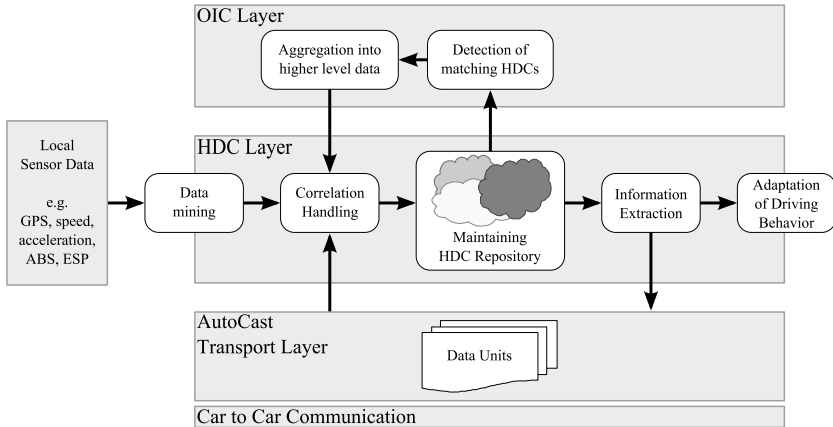 OIC Layer
Aggregation into
higher level data
Detection of
matching HDCs
Local
Sensor Data
e.g.
GPS, speed,
acceleration,
ABS, ESP
HDC Layer
Data
mining
Correlation
Handling
Maintaining
HDC Repository
Information
Extraction
Adaptation
of Driving
Behavior
AutoCast
Transport Layer
Data Units
Car to Car Communication